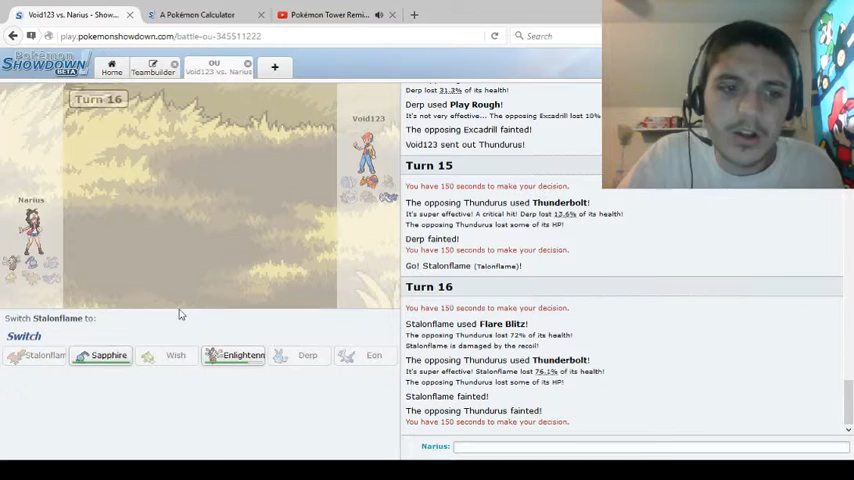 Void123 vs. Narius - Show...
A Pokémon Calculator
Pokémon Tower Remi...
play.pokemonshowdown.com/battle-ou-345511222
Search
Pokémon
SHOWDOWN
BETA
Home
Teambuilder
OU
Void123 vs. Narius
Turn 16
Void123
Narius
Switch Stalonflame to:
Switch
Stalonflam
Sapphire
Wish
Enlightenn
Derp
Eon
Derp lost 31.3% of its health!
Derp used Play Rough!
It's not very effective... The opposing Excadrill lost 10%
The opposing Excadrill fainted!
Void123 sent out Thundurus!
Turn 15
You have 150 seconds to make your decision.
The opposing Thundurus used Thunderbolt!
It's super effective! A critical hit! Derp lost 13.6% of its health!
The opposing Thundurus lost some of its HP!
Derp fainted!
You have 150 seconds to make your decision.
Go! Stalonflame (Talonflame)!
Turn 16
You have 150 seconds to make your decision.
Stalonflame used Flare Blitz!
The opposing Thundurus lost 72% of its health!
Stalonflame is damaged by the recoil!
The opposing Thundurus used Thunderbolt!
It's super effective! Stalonflame lost 76.1% of its health!
The opposing Thundurus lost some of its HP!
Stalonflame fainted!
The opposing Thundurus fainted!
You have 150 seconds to make your decision.
Narius: